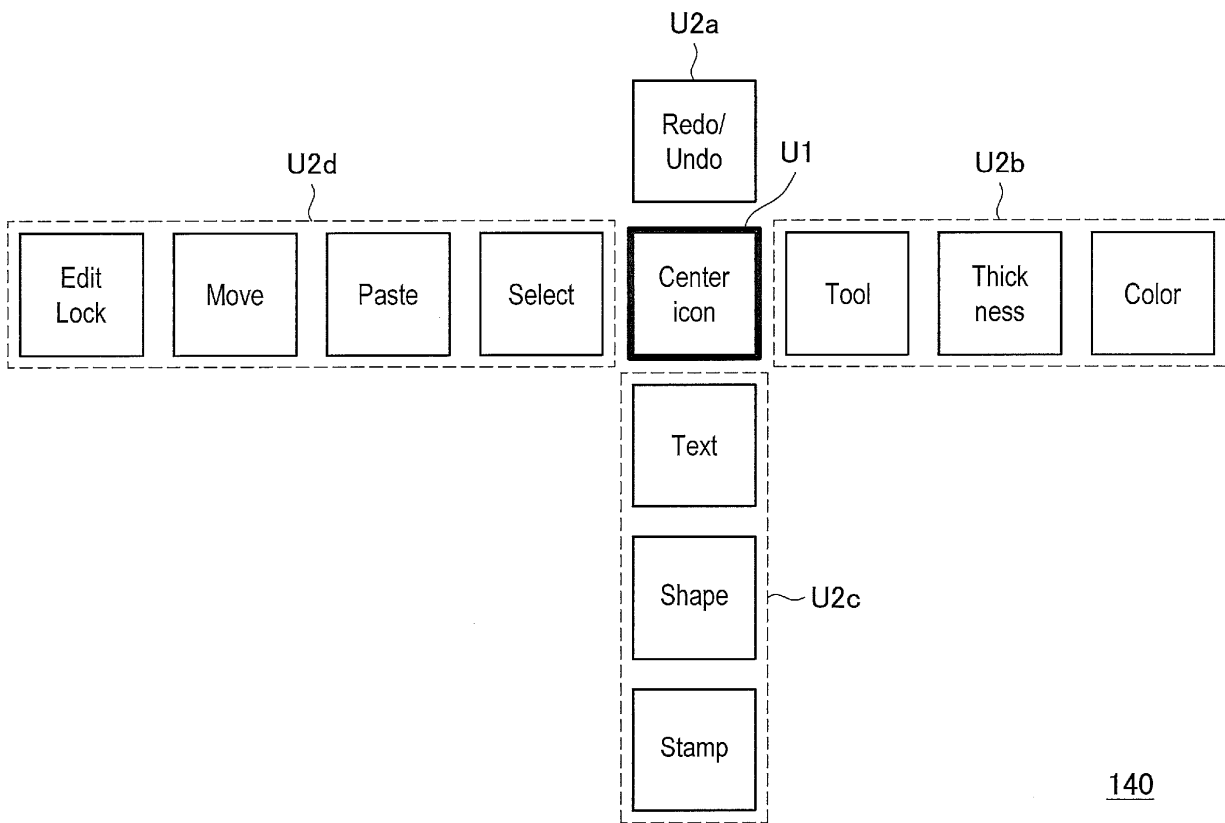 U2a
Redo/
Undo
U1
U2d
U2b
Edit
Lock
Move
Paste
Select
Center
icon
Tool
Thick
ness
Color
Text
Shape
U2c
Stamp
140